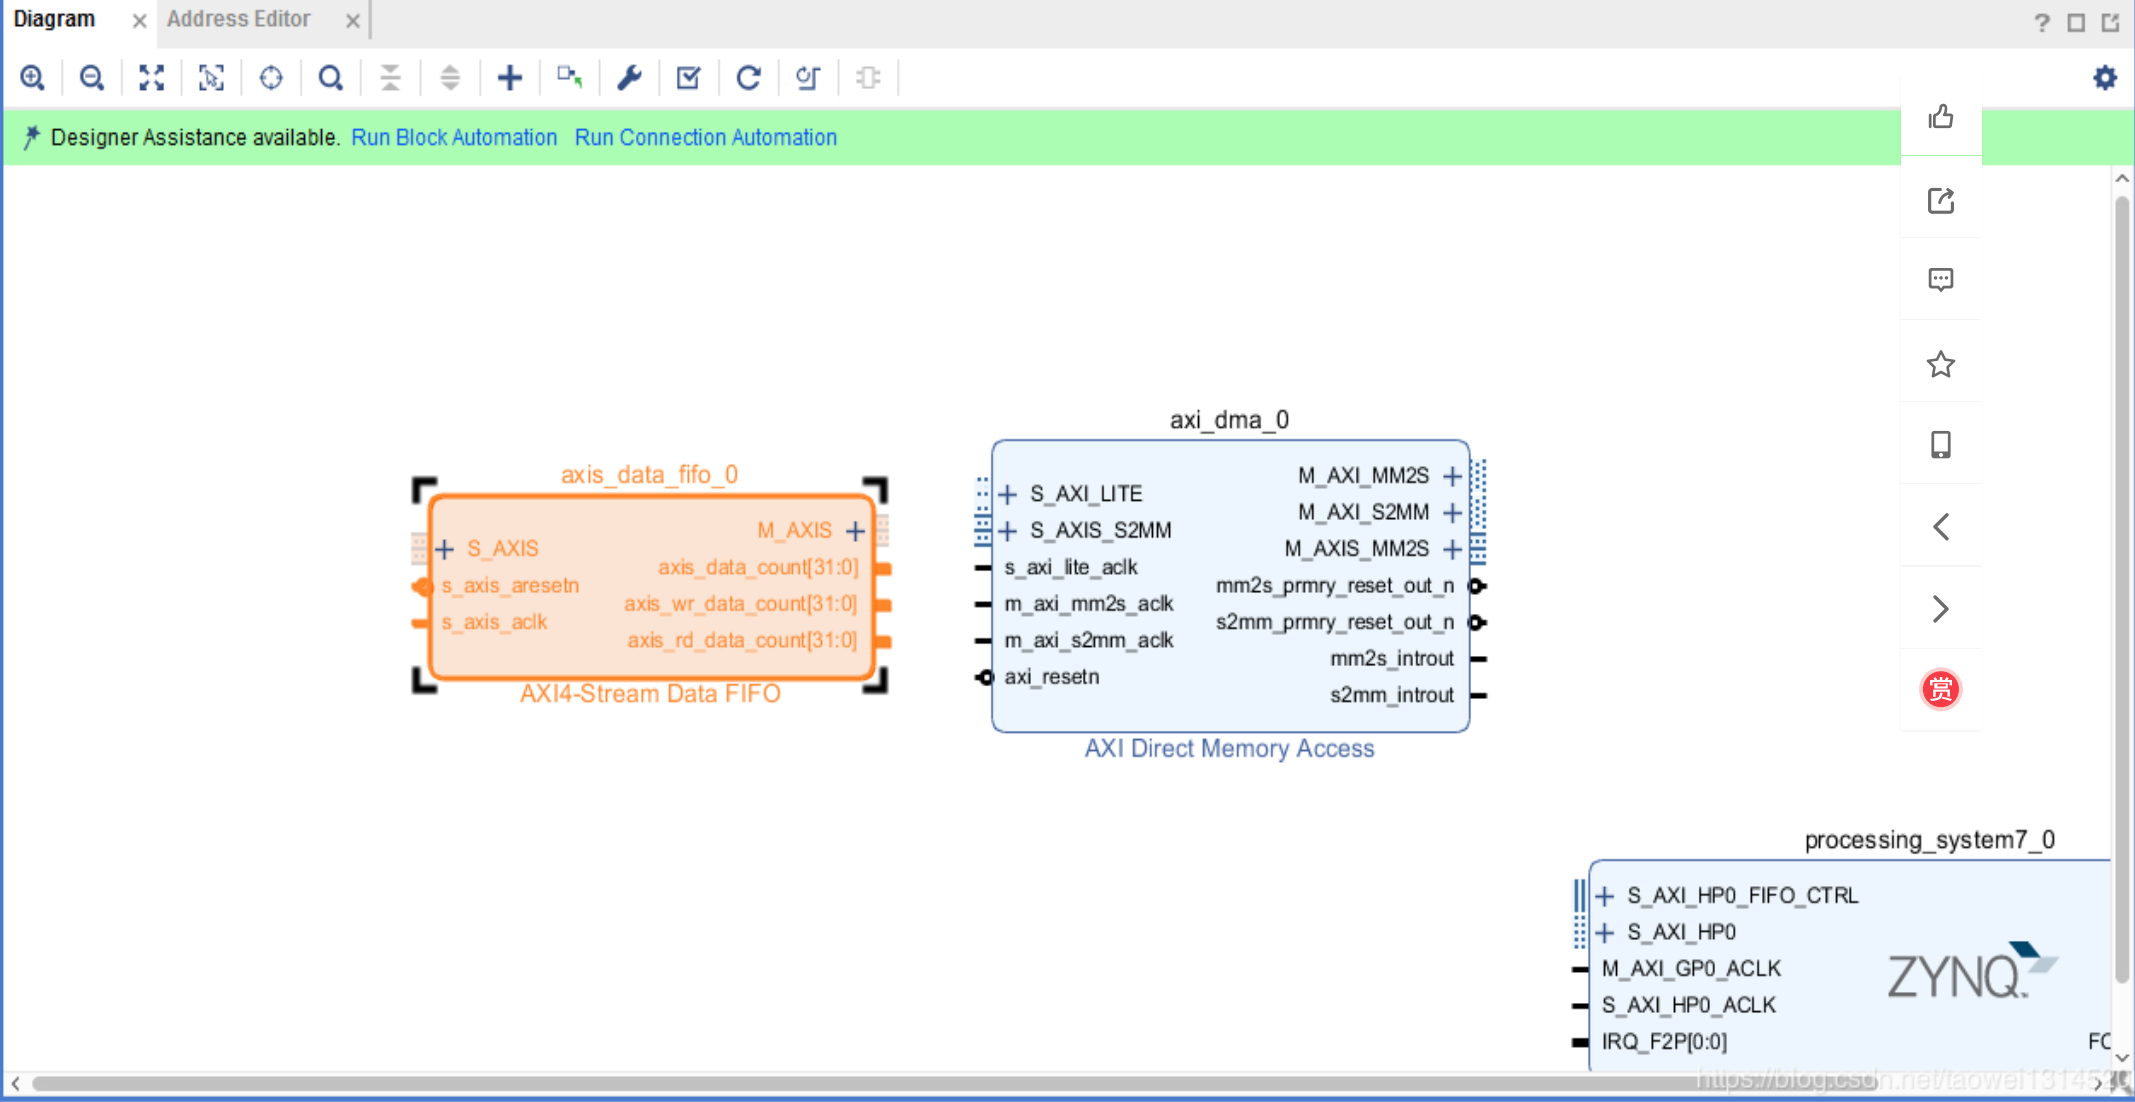 Diagram
Address Editor
Designer Assistance available. Run Block Automation Run Connection Automation
axis_data_fifo_0
M_AXIS
S_AXIS
axis_data_count[31:0]
s_axis_aresetn
axis_wr_data_count[31:0]
s_axis_aclk
axis_rd_data_count[31:0]
AXI4-Stream Data FIFO
axi_dma_0
M_AXI_MM2S
S_AXI_LITE
M_AXI_S2MM
S_AXIS_S2MM
M_AXIS_MM2S
s_axi_lite_aclk
mm2s_prmry_reset_out_n
m_axi_mm2s_aclk
s2mm_prmry_reset_out_n
m_axi_s2mm_aclk
mm2s_introut
axi_resetn
s2mm_introut
AXI Direct Memory Access
赏
processing_system7_0
S_AXI_HP0_FIFO_CTRL
S_AXI_HP0
M_AXI_GP0_ACLK
ZYNQ
S_AXI_HP0_ACLK
IRQ_F2P[0:0]
FC